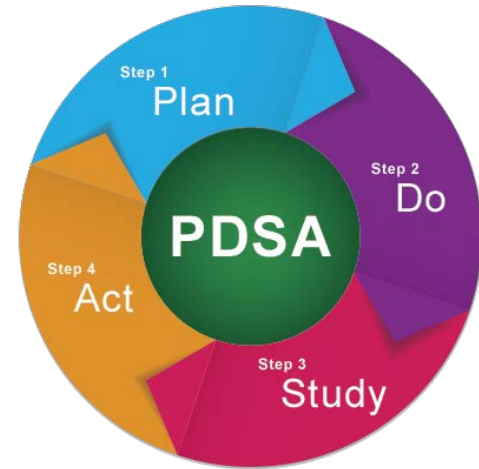 Step 1
Plan
Step 2
Do
PDSA
Step 4
Act
Step 3
Study